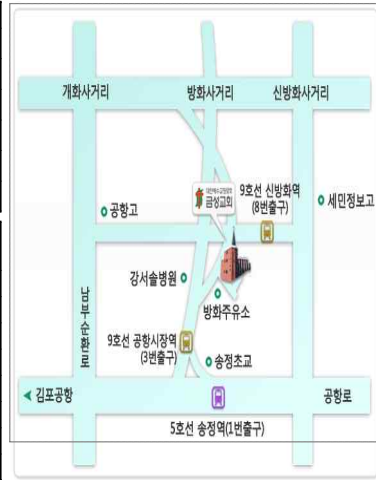 개화사거리
방화사거리
신방화사거리
금성교회
9호선 신방화역
(8번출구)
세민정보고
공항고
강서솔병원
방화주유소
남부순환로
9호선 공항시장역
(3번출구)
송정초교
김포공항
공항로
5호선 송정역(1번출구)